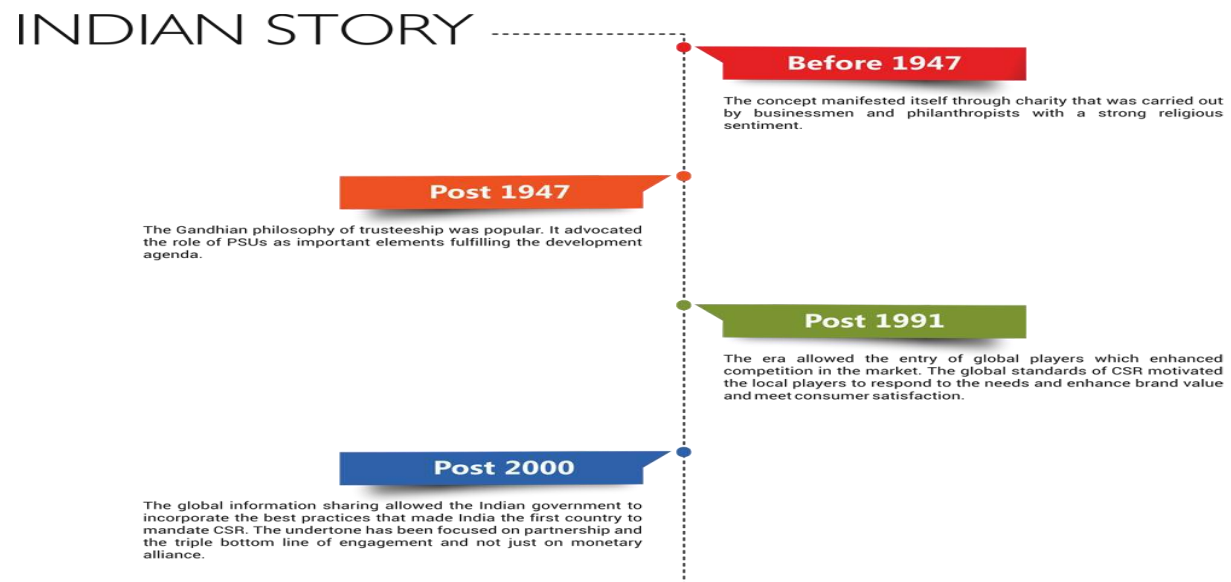 INDIAN STORY
Before 1947
The concept manifested itself through charity that was carried out
by businessmen and philanthropists with a strong religious
sentiment.
Post 1947
The Gandhian philosophy of trusteeship was popular. It advocated
the role of PSUs as important elements fulfilling the development
agenda.
Post 1991
The era allowed the entry of global players which enhanced
competition in the market. The global standards of CSR motivated
the local players to respond to the needs and enhance brand value
and meet consumer satisfaction.
Post 2000
The global information sharing allowed the Indian government to
incorporate the best practices that made India the first country to
mandate CSR. The undertone has been focused on partnership and
the triple bottom line of engagement and not just on monetary
alliance.